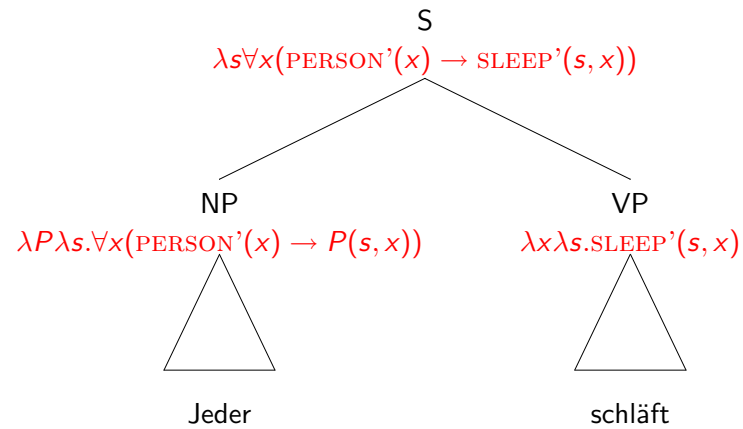 S
λs∀x(PERSON’(x) → SLEEP’(s, x))
NP VP
λPλs.∀x(PERSON’(x) → P(s, x)) λxλs.SLEEP’(s, x)
Jeder schläft